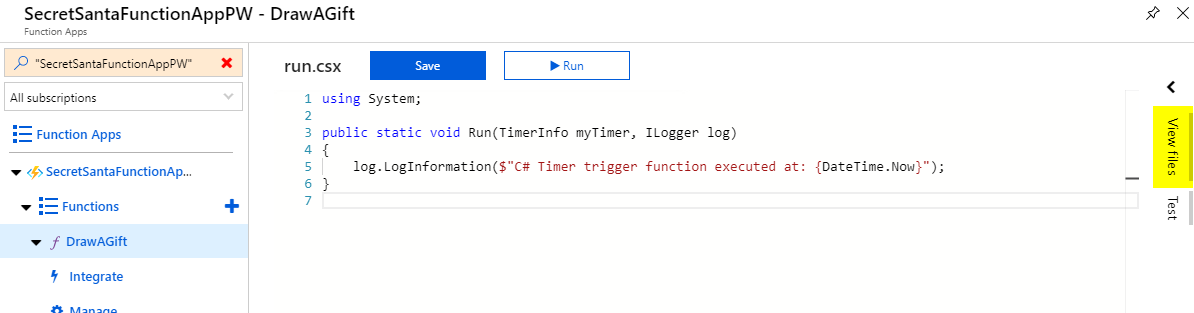 SecretSantaFunctionAppPW - DrawAGift
Function Apps
"SecretSantaFunctionAppPW"
All subscriptions
Function Apps
SecretSantaFunctionAp...
Functions
DrawAGift
Integrate
Manage
run.csx
Save
Run
1 using System;
2
3 public static void Run(TimerInfo myTimer, ILogger log)
4 {
5     log.LogInformation($"C# Timer trigger function executed at: {DateTime.Now}");
6 }
7
View files
Test